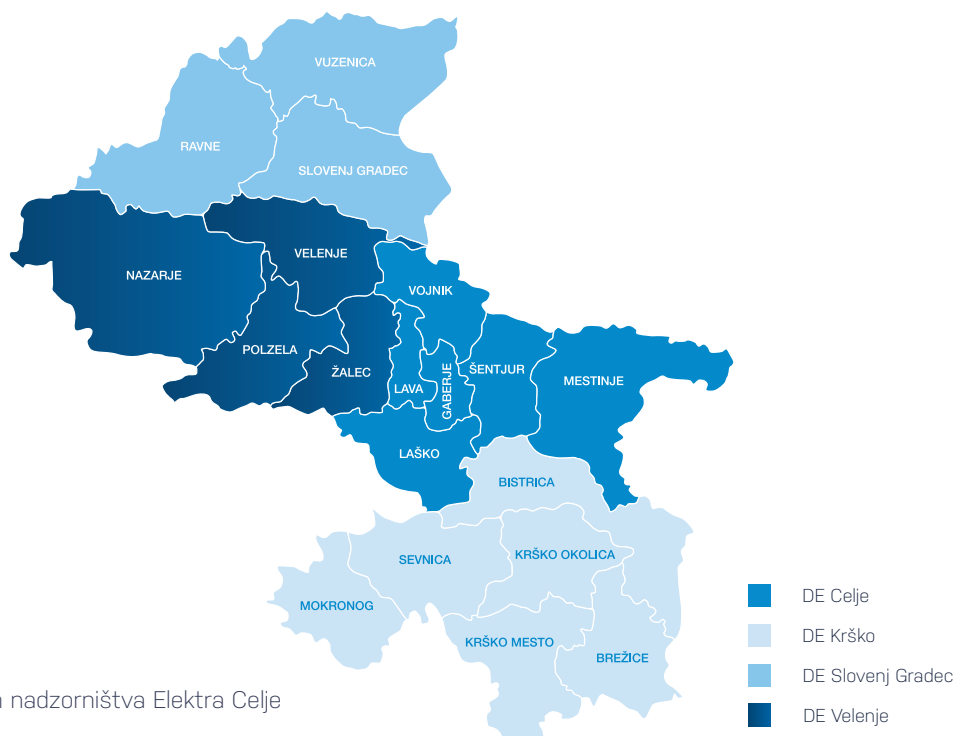 VUZENICA
RAVNE
SLOVENJ GRADEC
VELENJE
NAZARJE
VOJNIK
POLZELA
ŽALEC
LAVA
GABERJE
ŠENTJUR
MESTINJE
LAŠKO
BISTRICA
SEVNICA
KRŠKO OKOLICA
MOKRONOG
KRŠKO MESTO
BREŽICE
DE Celje
DE Krško
DE Slovenj Gradec
DE Velenje
nadzorništva Elektra Celje